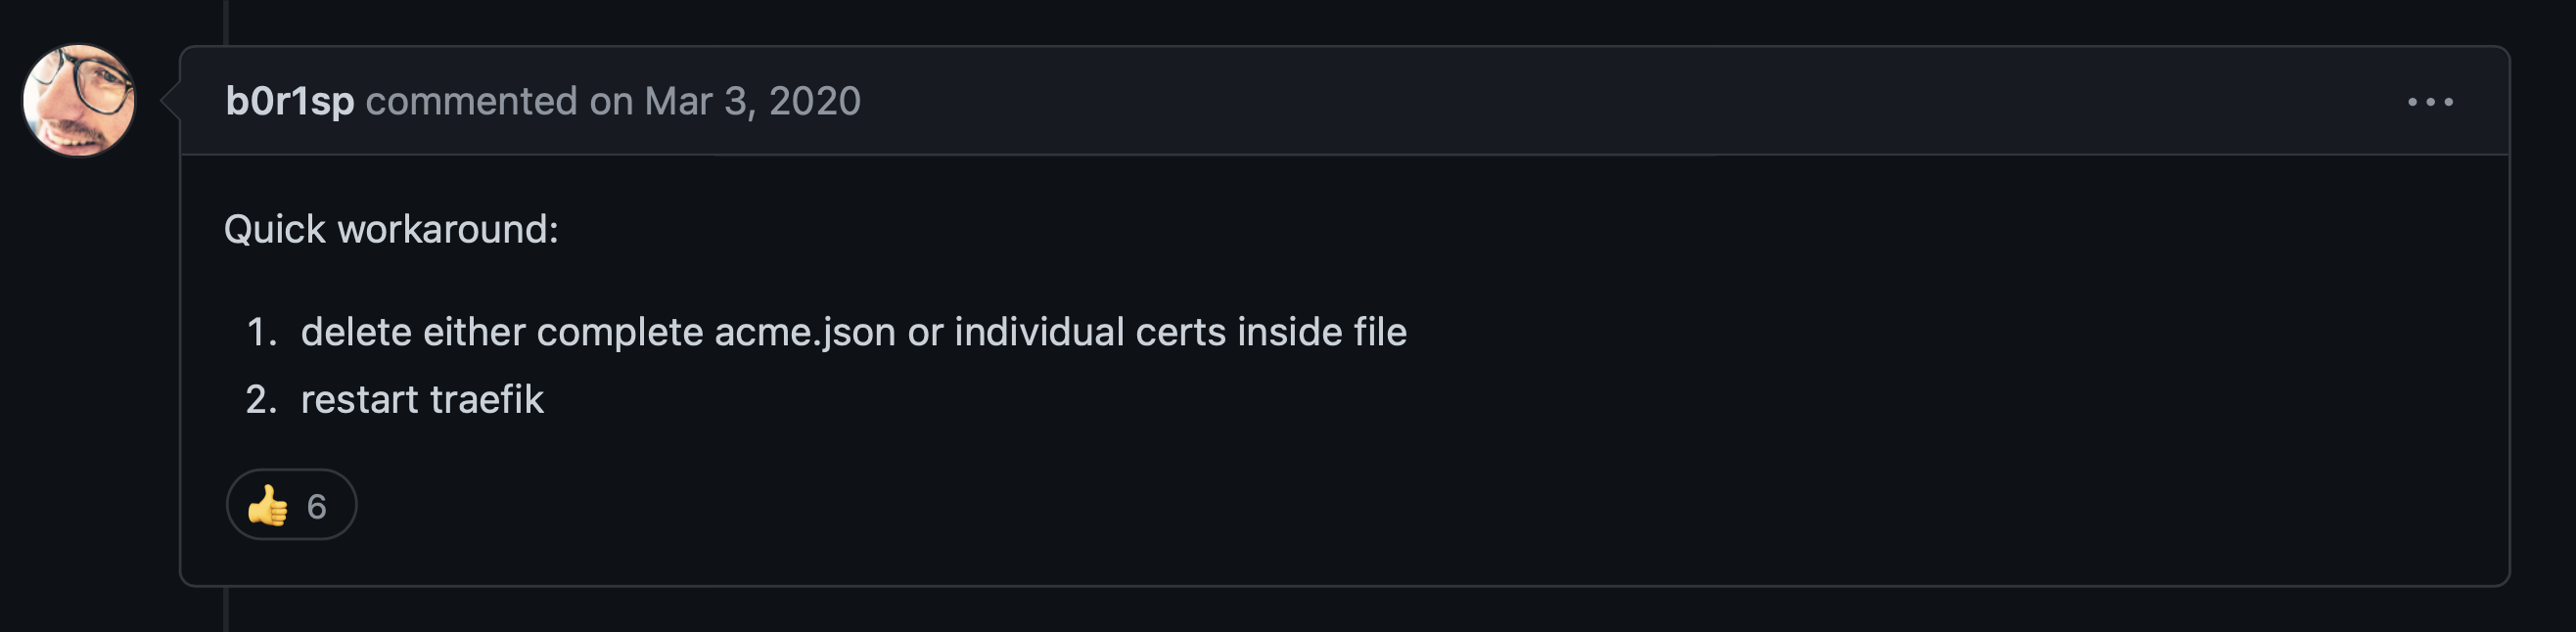 b0r1sp commented on Mar 3, 2020
Quick workaround:
1. delete either complete acme.json or individual certs inside file
2. restart traefik
👍 6